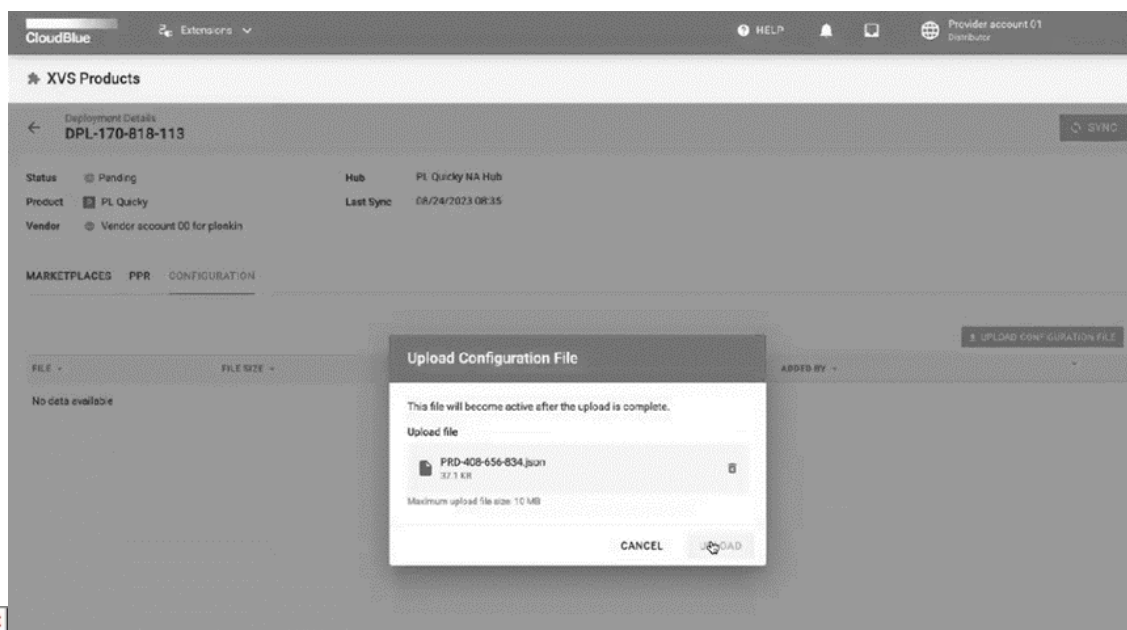 CloudBlue
Extensions
HELP
Provider account 01
Distributor
XVS Products
Deployment Details
DPL-170-818-113
SYNC
Status Pending Hub PL Quicky NA Hub
Product PL Quicky Last Sync 08/24/2023 08:35
Vendor Vendor account 00 for plenkin
MARKETPLACES PPR CONFIGURATION
UPLOAD CONFIGURATION FILE
FILE FILE SIZE ADDED BY
No data available
Upload Configuration File
This file will become active after the upload is complete.
Upload file
PRD-408-656-834.json
37.1 KB
Maximum upload file size: 10 MB
CANCEL UPLOAD